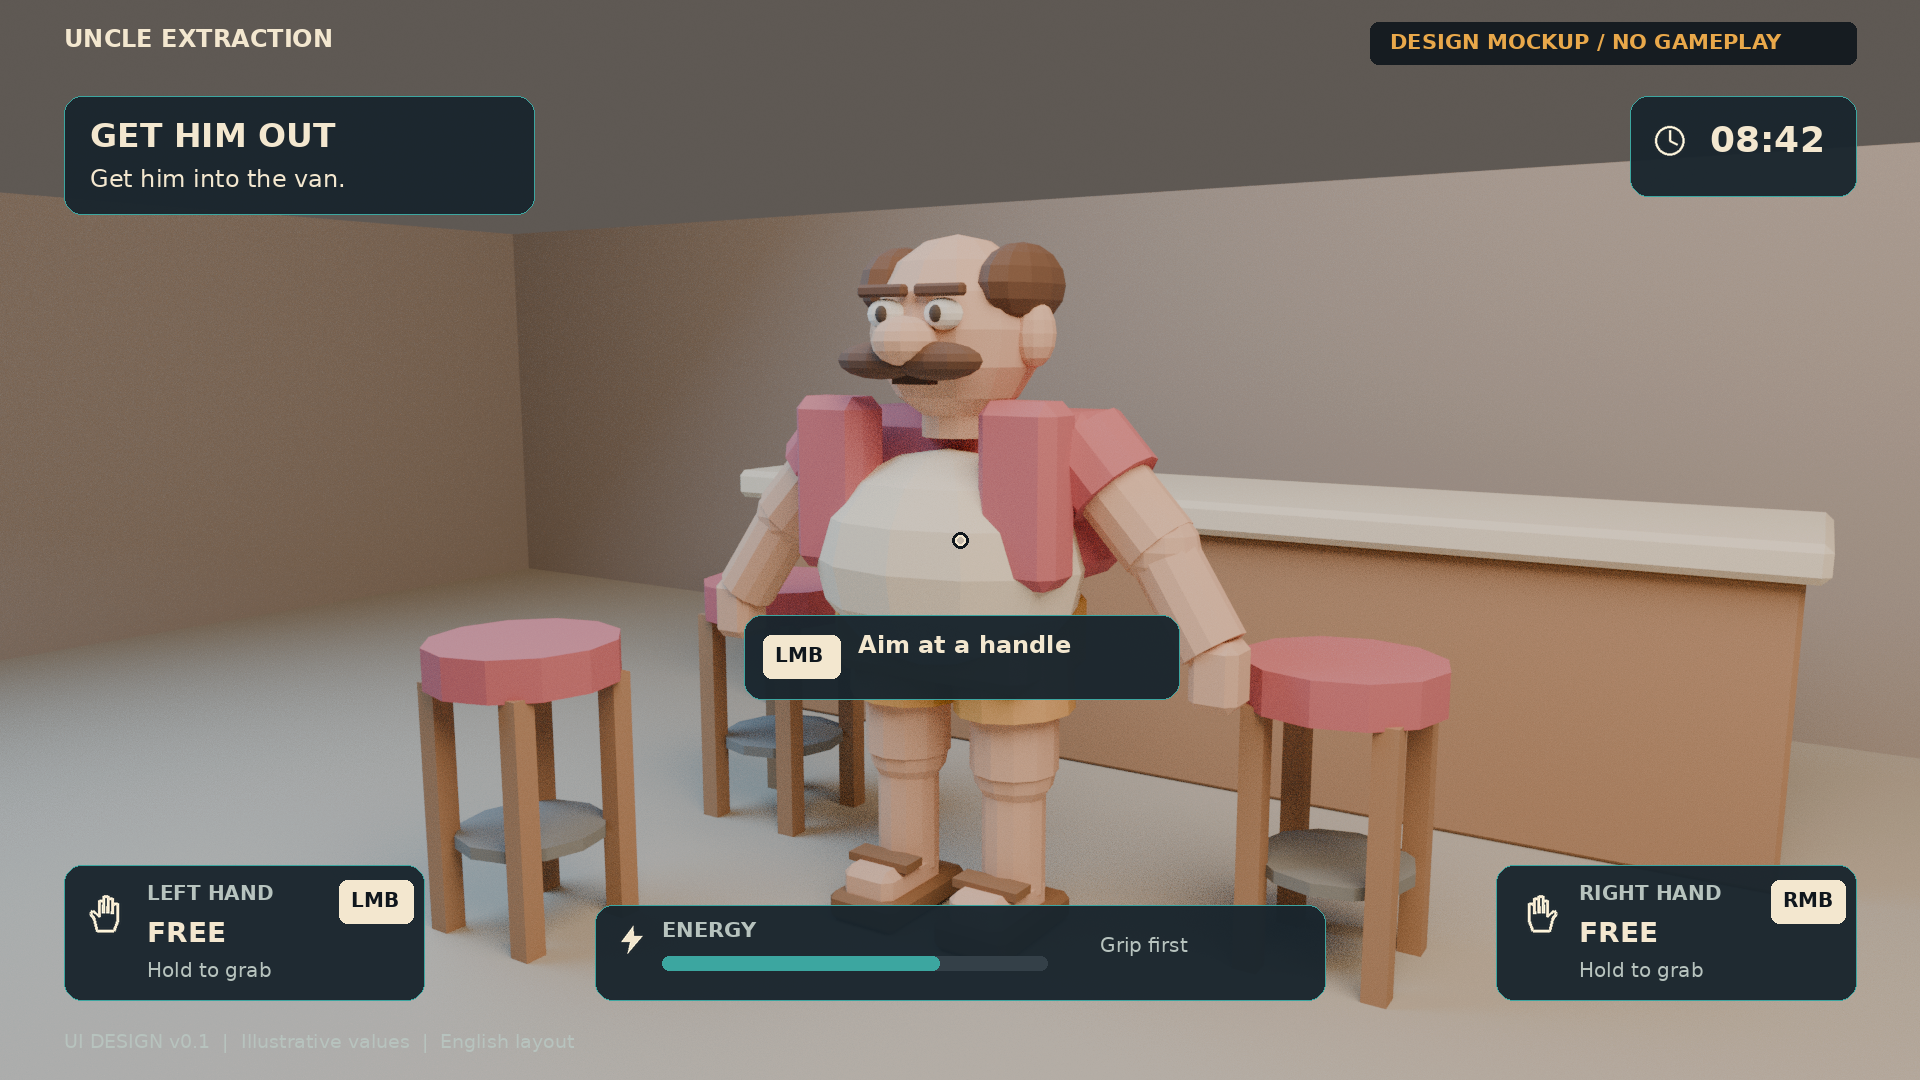 UNCLE EXTRACTION
DESIGN MOCKUP / NO GAMEPLAY
GET HIM OUT
Get him into the van.
08:42
LMB
Aim at a handle
LEFT HAND
LMB
FREE
Hold to grab
ENERGY
Grip first
RIGHT HAND
RMB
FREE
Hold to grab
UI DESIGN v0.1 | Illustrative values | English layout